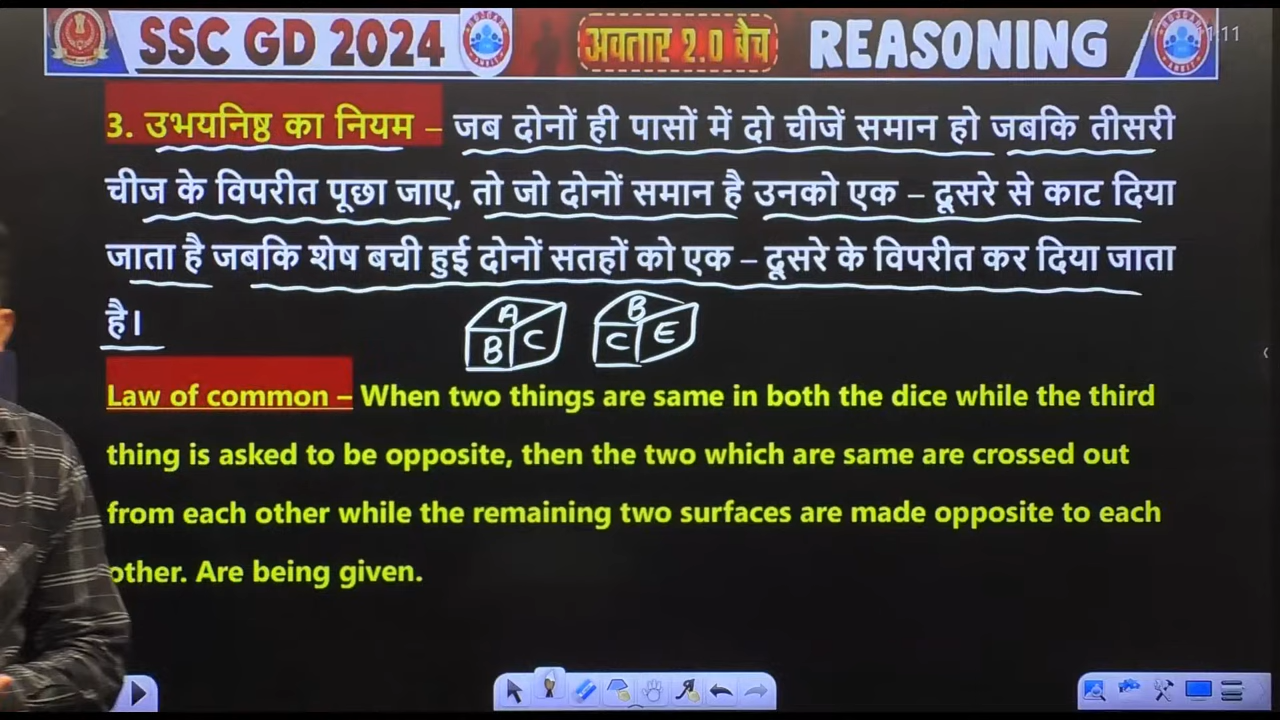 SSC GD 2024 अवतार 2.0 बैच REASONING
11:11
3. उभयनिष्ठ का नियम – जब दोनों ही पासों में दो चीजें समान हो जबकि तीसरी
चीज के विपरीत पूछा जाए, तो जो दोनों समान है उनको एक – दूसरे से काट दिया
जाता है जबकि शेष बची हुई दोनों सतहों को एक – दूसरे के विपरीत कर दिया जाता
है।
A B
B C C E
Law of common – When two things are same in both the dice while the third
thing is asked to be opposite, then the two which are same are crossed out
from each other while the remaining two surfaces are made opposite to each
other. Are being given.